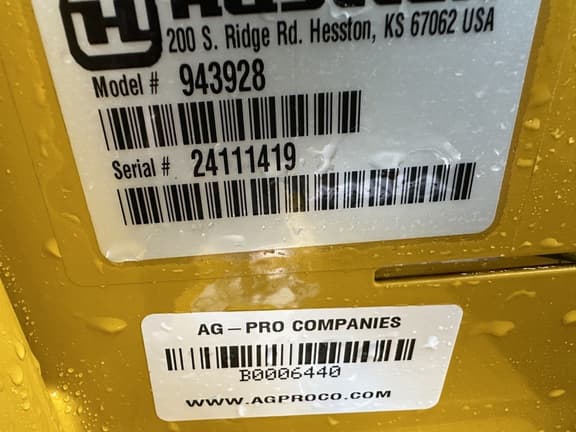 200 S. Ridge Rd. Hesston, KS 67062 USA
Model # 943928
Serial # 24111419
AG-PRO COMPANIES
B0006440
WWW.AGPROCO.COM